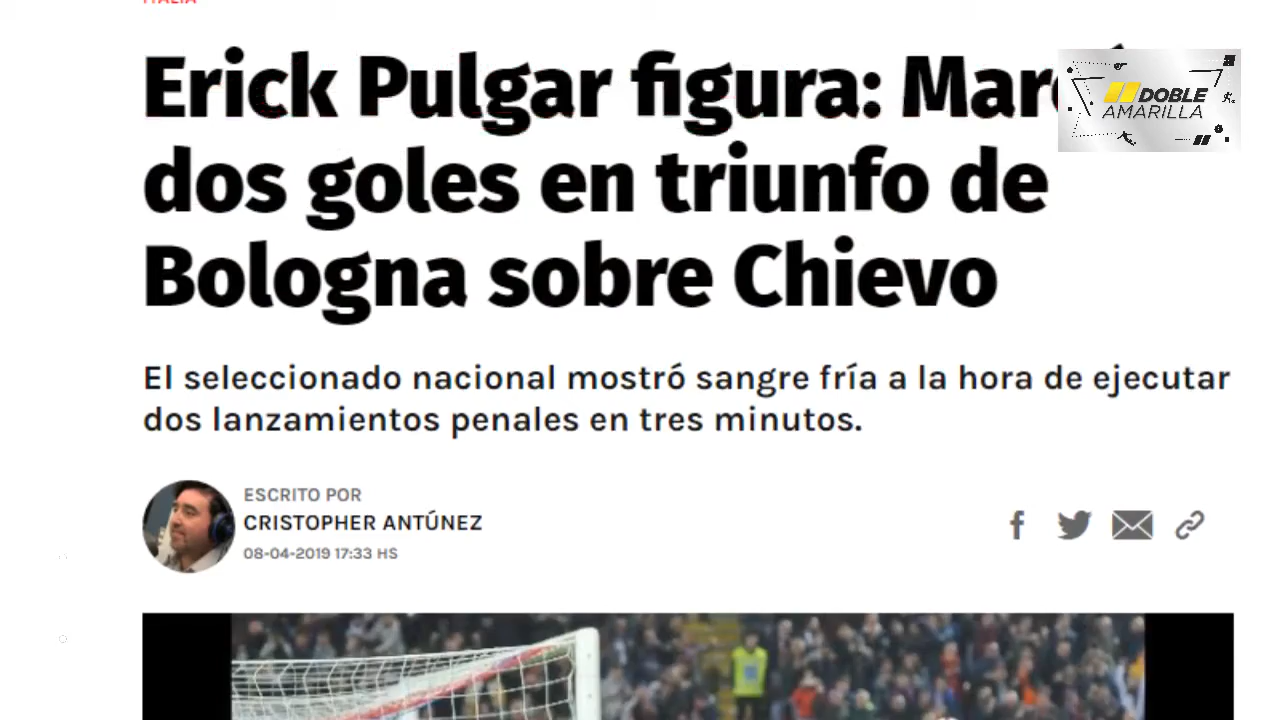 Erick Pulgar figura:
dos goles en triunfo de
Bologna sobre Chievo
El seleccionado nacional mostró sangre fría a la hora de ejecutar
dos lanzamientos penales en tres minutos.
ESCRITO POR
CRISTOPHER ANTÚNEZ
08-04-2019 17:33 HS
DOBLE
AMARILLA